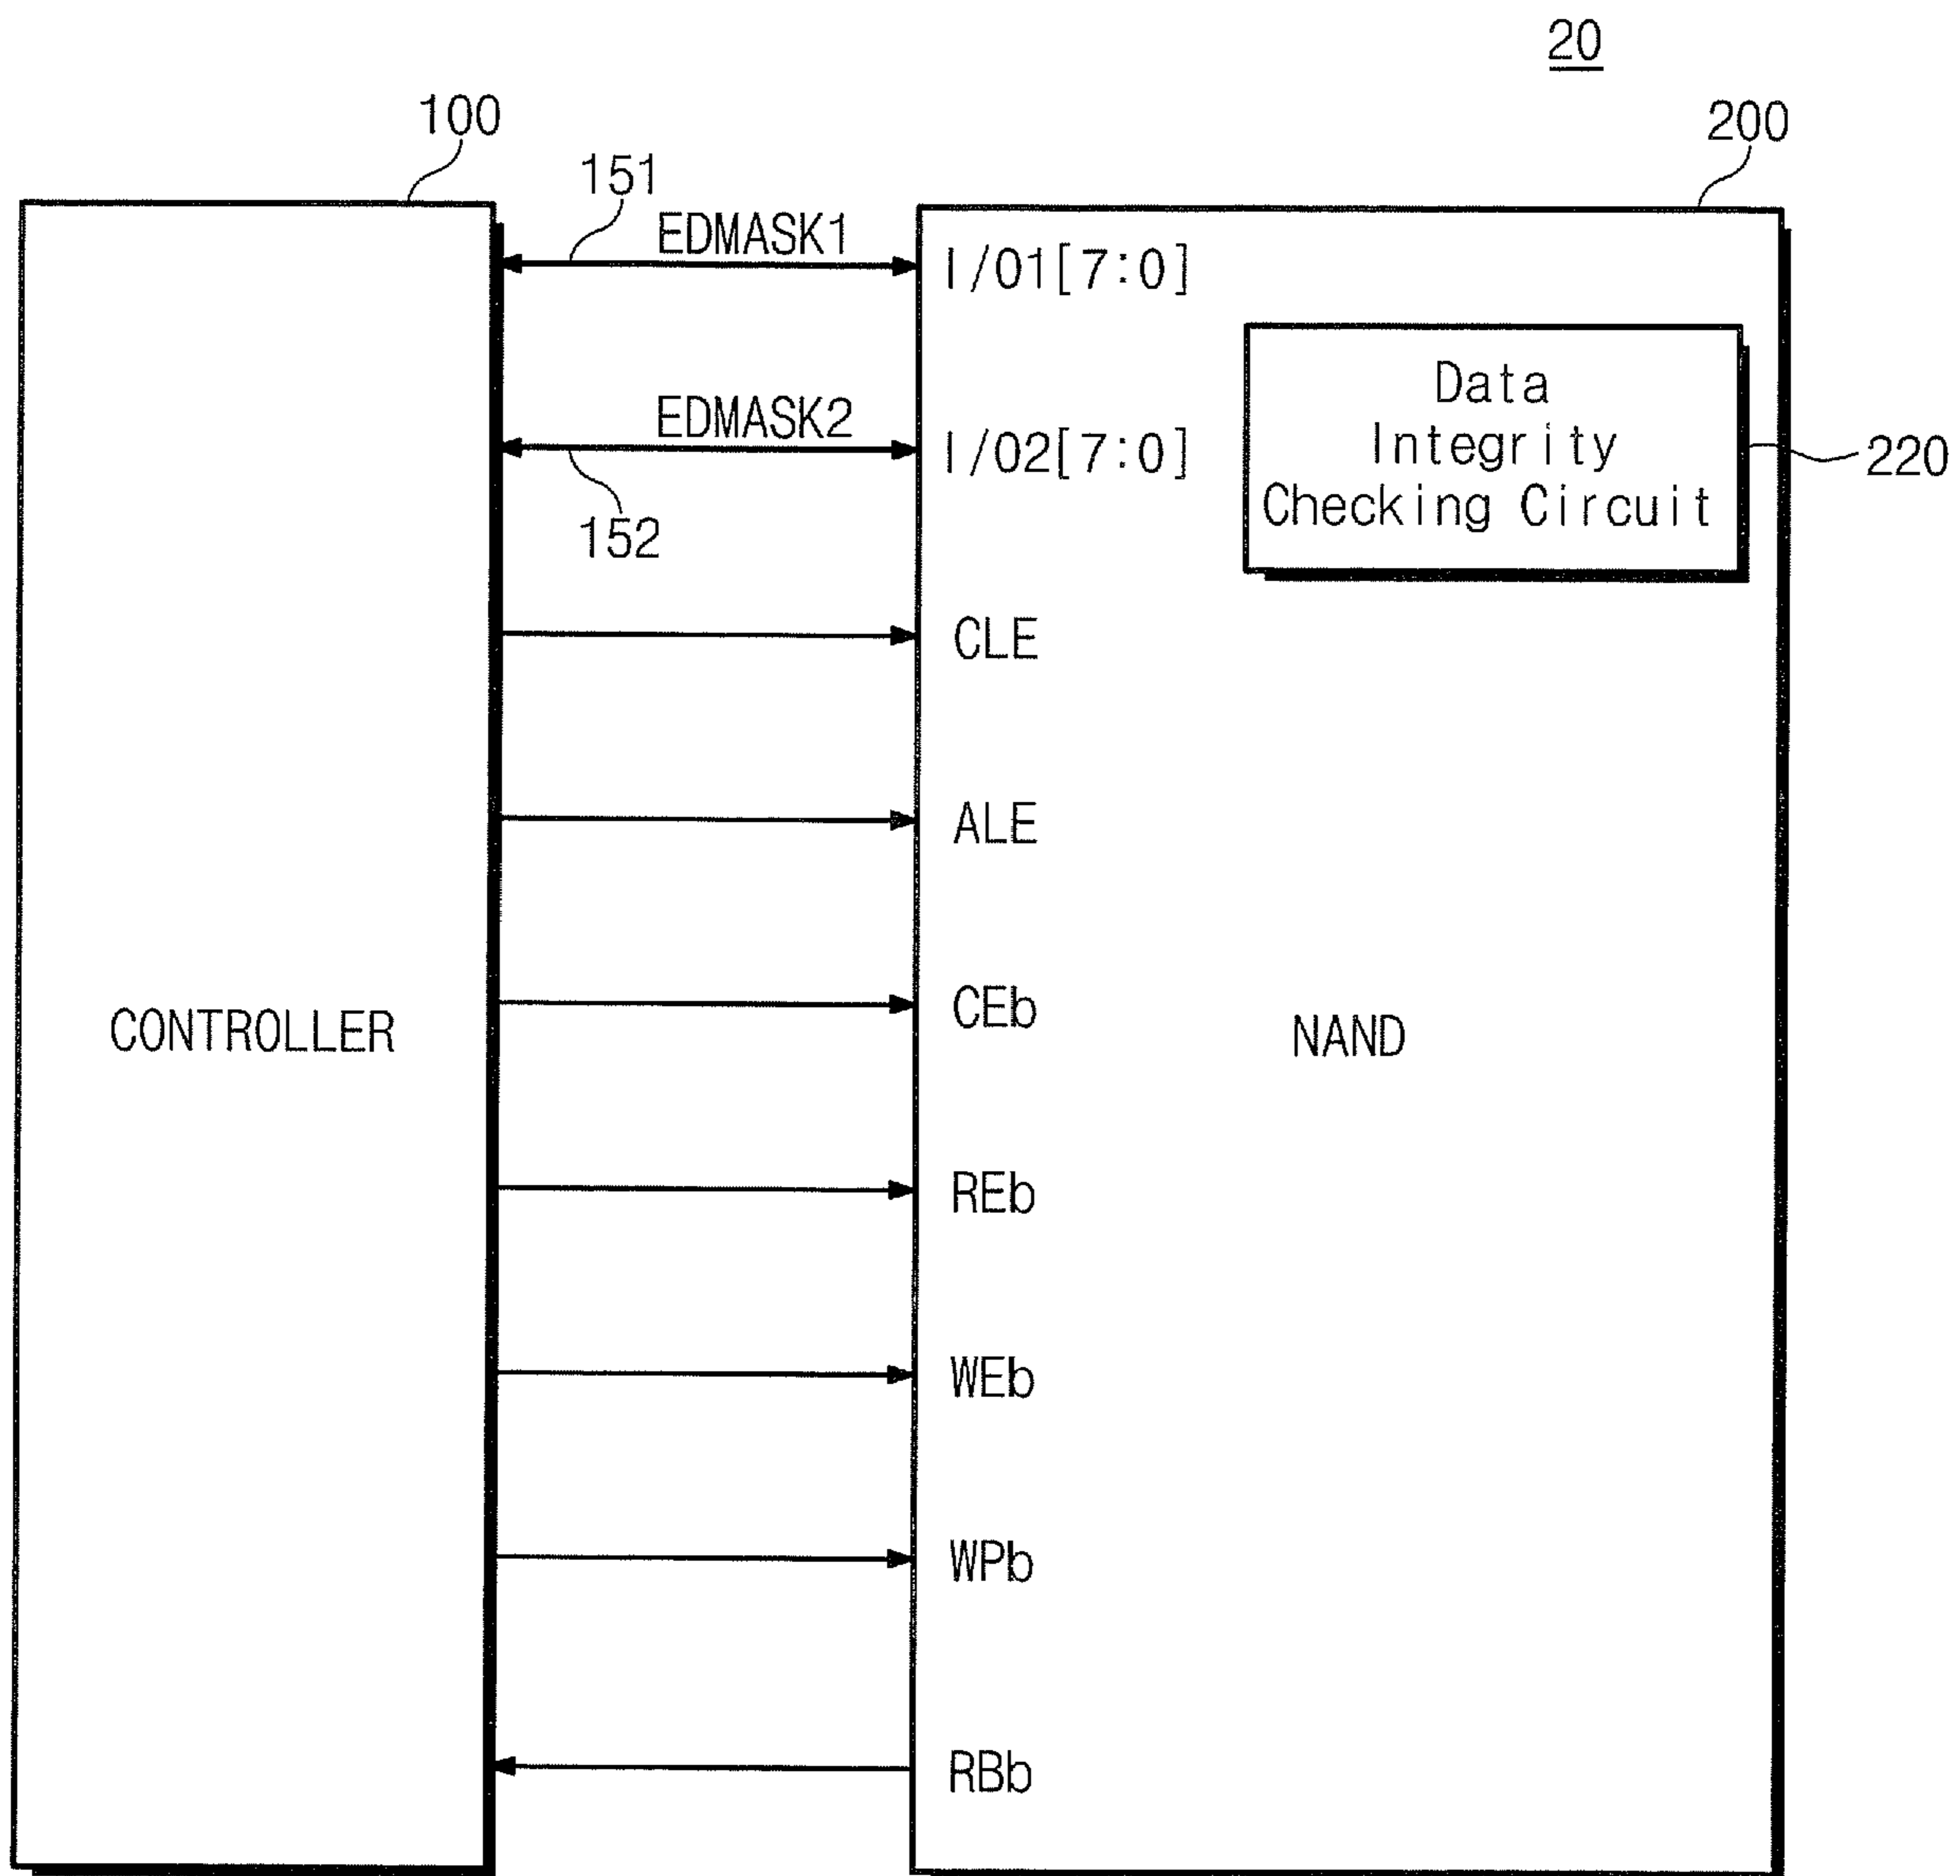 20
100
200
151
EDMASK1
I/O1[7:0]
Data
Integrity
Checking Circuit
220
EDMASK2
I/O2[7:0]
152
CLE
ALE
CEb
CONTROLLER
NAND
REb
WEb
WPb
RBb